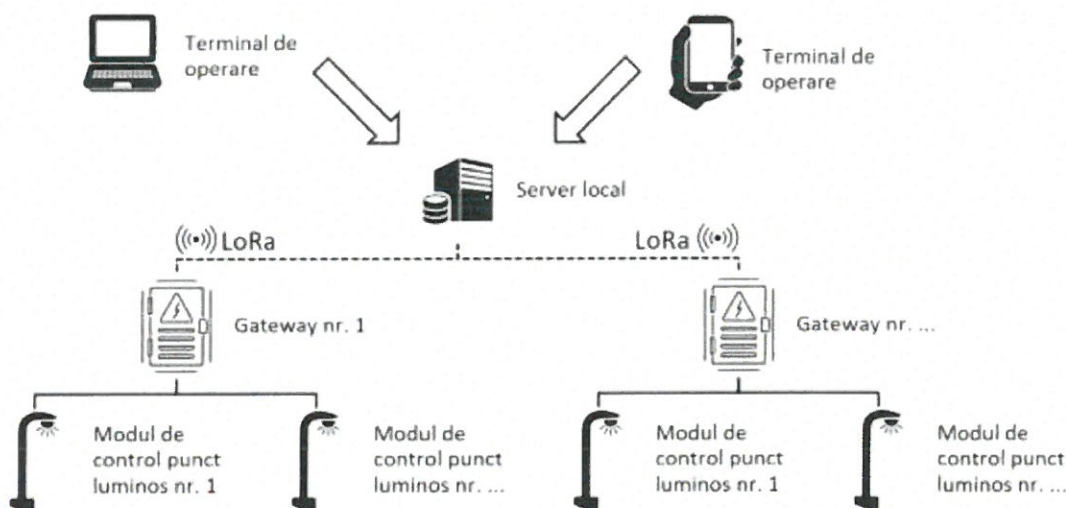 Terminal de
operare
Terminal de
operare
Server local
LoRa
LoRa
Gateway nr. 1
Gateway nr. ...
Modul de
control punct
luminos nr. 1
Modul de
control punct
luminos nr. ...
Modul de
control punct
luminos nr. 1
Modul de
control punct
luminos nr. ...